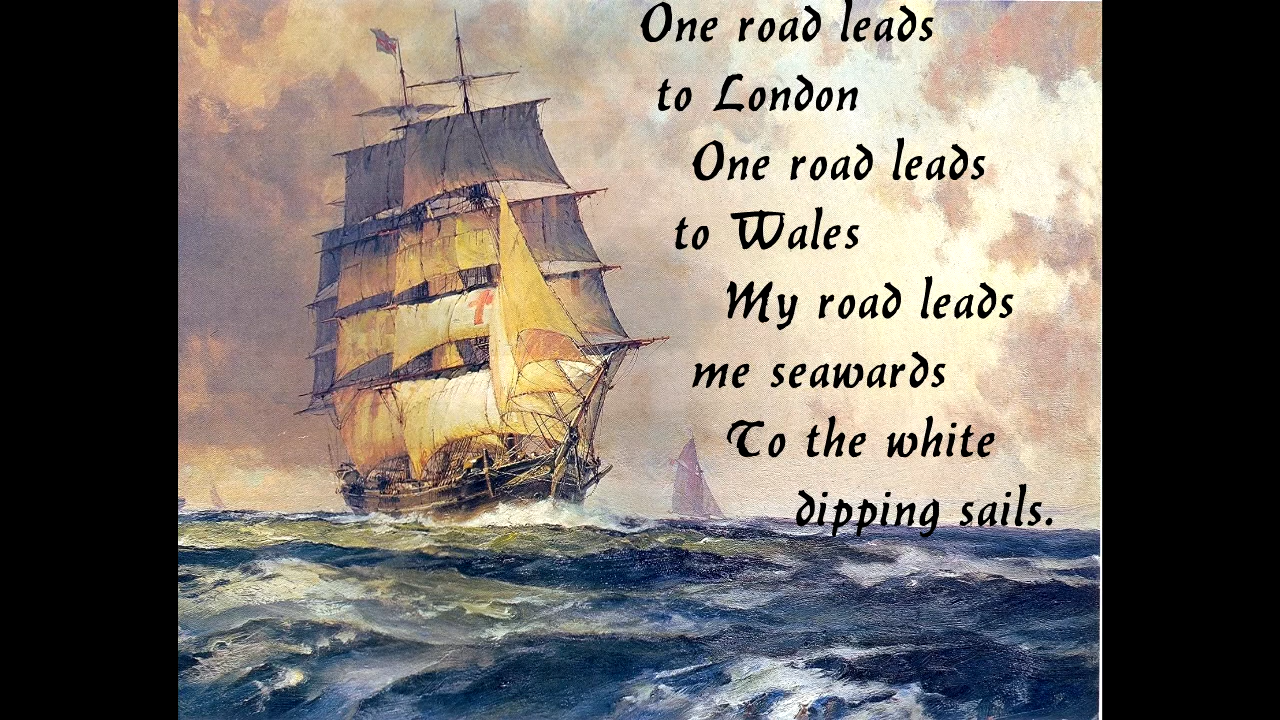 One road leads
to London
One road leads
to Wales
My road leads
me seawards
To the white
dipping sails.